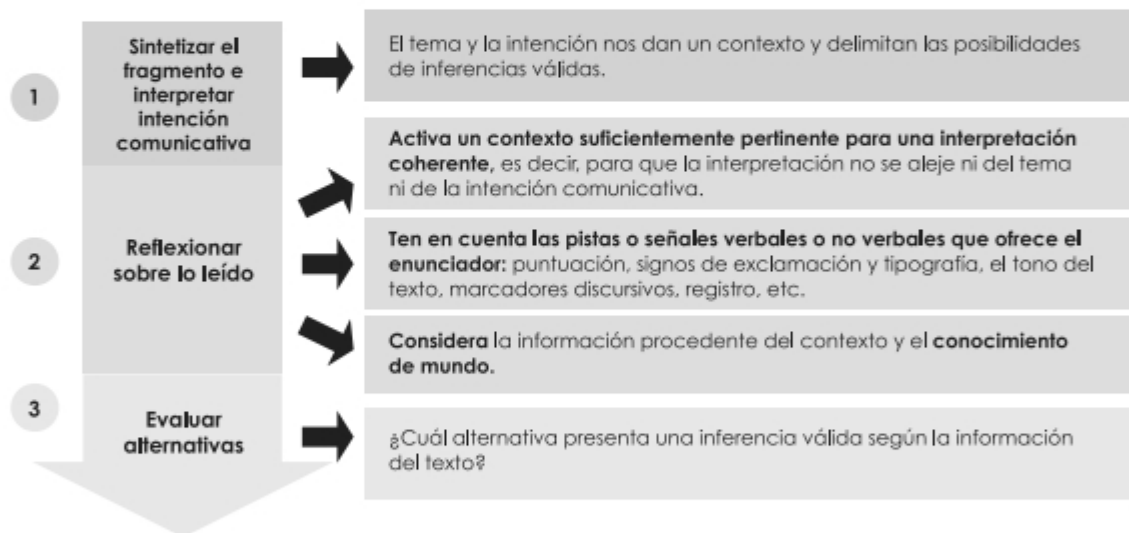 1
Sintetizar el
fragmento e
interpretar
intención
comunicativa
El tema y la intención nos dan un contexto y delimitan las posibilidades
de inferencias válidas.
2
Reflexionar
sobre lo leído
Activa un contexto suficientemente pertinente para una interpretación
coherente, es decir, para que la interpretación no se aleje ni del tema
ni de la intención comunicativa.
Ten en cuenta las pistas o señales verbales o no verbales que ofrece el
enunciador: puntuación, signos de exclamación y tipografía, el tono del
texto, marcadores discursivos, registro, etc.
Considera la información procedente del contexto y el conocimiento
de mundo.
3
Evaluar
alternativas
¿Cuál alternativa presenta una inferencia válida según la información
del texto?